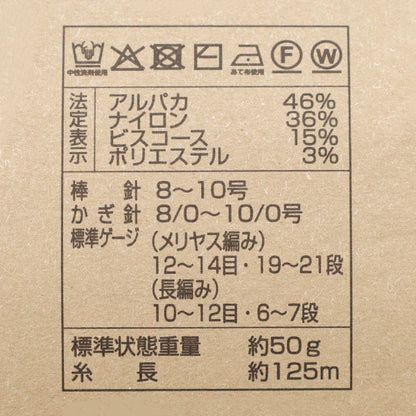 中性洗剤使用 あて布使用 F W
法定表示
アルパカ 46%
ナイロン 36%
ビスコース 15%
ポリエステル 3%
棒針 8〜10号
かぎ針 8/0〜10/0号
標準ゲージ (メリヤス編み)
12〜14目・19〜21段
(長編み)
10〜12目・6〜7段
標準状態重量 約50g
糸長 約125m